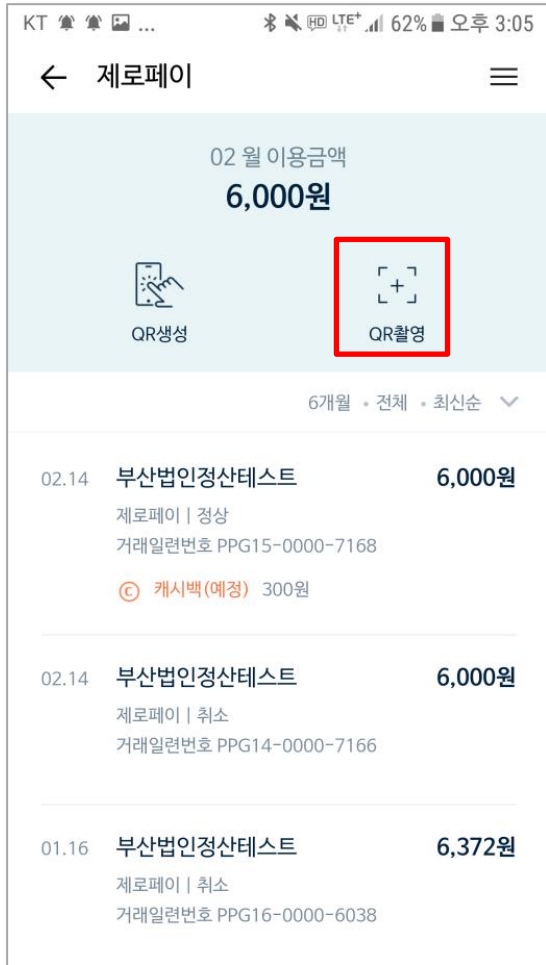 KT ... HD LTE+ 62% 오후 3:05
← 제로페이
02 월 이용금액
6,000원
QR생성 QR촬영
6개월 • 전체 • 최신순
02.14 부산법인정산테스트 6,000원
제로페이 | 정상
거래일련번호 PPG15-0000-7168
ⓒ 캐시백(예정) 300원
02.14 부산법인정산테스트 6,000원
제로페이 | 취소
거래일련번호 PPG14-0000-7166
01.16 부산법인정산테스트 6,372원
제로페이 | 취소
거래일련번호 PPG16-0000-6038